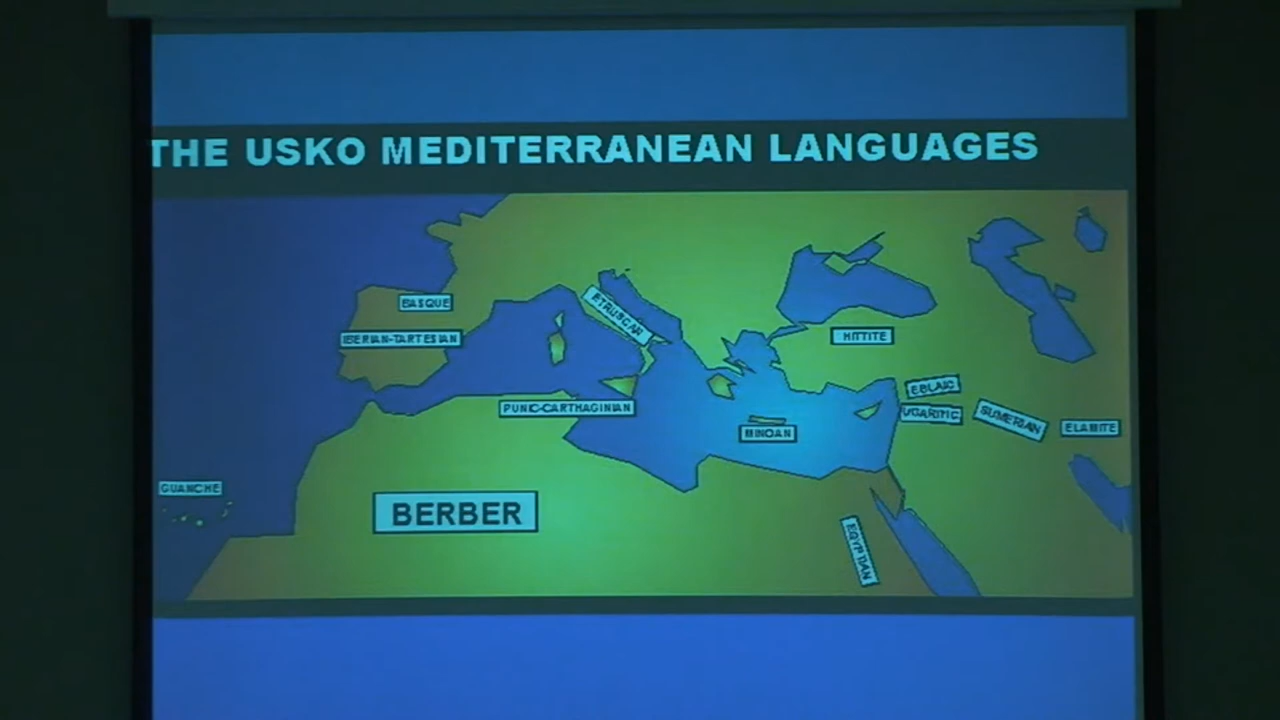 THE USKO MEDITERRANEAN LANGUAGES
BASQUE
ETRUSCAN
IBERIAN-TARTESIAN
HITTITE
EBLAIC
PUNIC-CARTHAGINIAN
UGARITIC
SUMERIAN
ELAMITE
MINOAN
GUANCHE
BERBER
EGYPTIAN